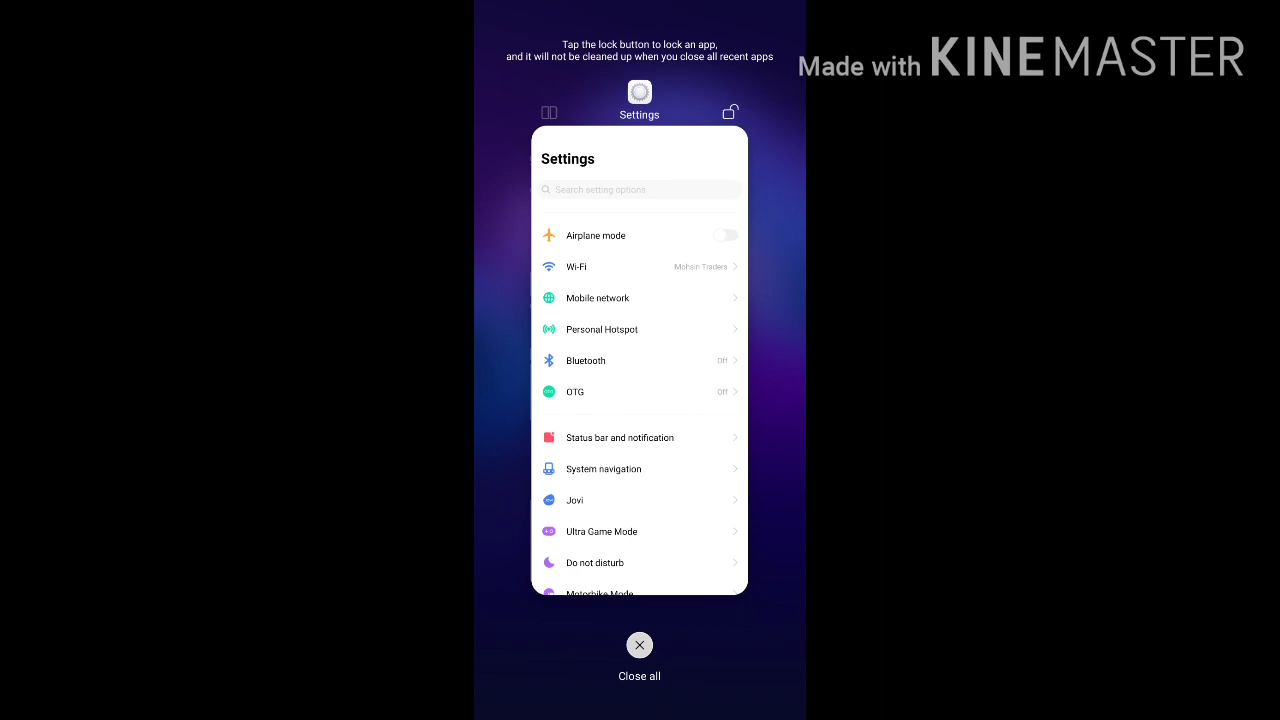 Tap the lock button to lock an app,
and it will not be cleaned up when you close all recent apps
Made with KINEMASTER
Settings
Settings
Search setting options
Airplane mode
Wi-Fi Mohsin Traders
Mobile network
Personal Hotspot
Bluetooth Off
OTG Off
Status bar and notification
System navigation
Jovi
Ultra Game Mode
Do not disturb
Motorbike Mode
Close all